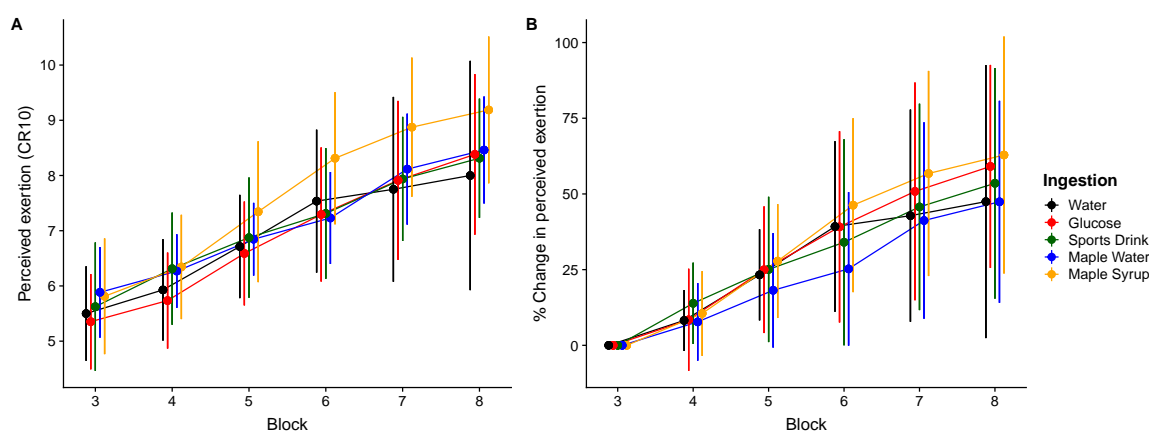 A
Perceived exertion (CR10)
10
9
8
7
6
5
3 4 5 6 7 8
Block
B
% Change in perceived exertion
100
75
50
25
0
3 4 5 6 7 8
Block
Ingestion
Water
Glucose
Sports Drink
Maple Water
Maple Syrup